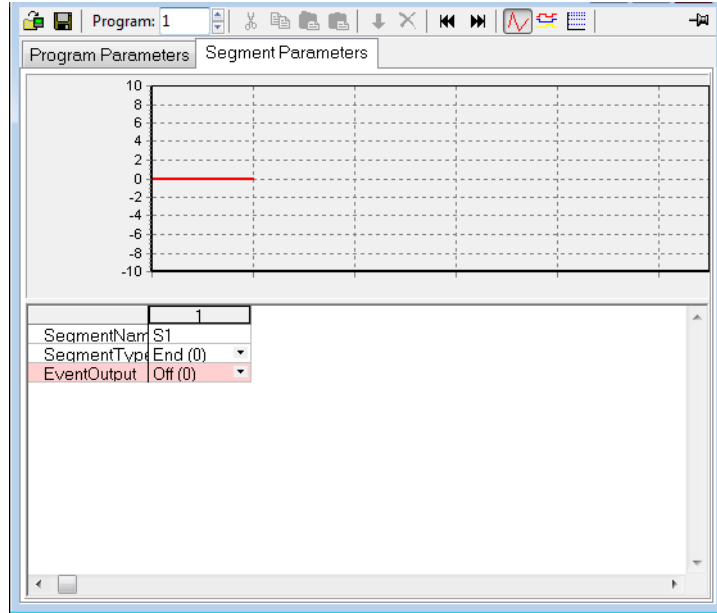 Program: 1
Program Parameters Segment Parameters
10
8
6
4
2
0
-2
-4
-6
-8
-10
1
SegmentNam S1
SegmentType End (0)
EventOutput Off (0)